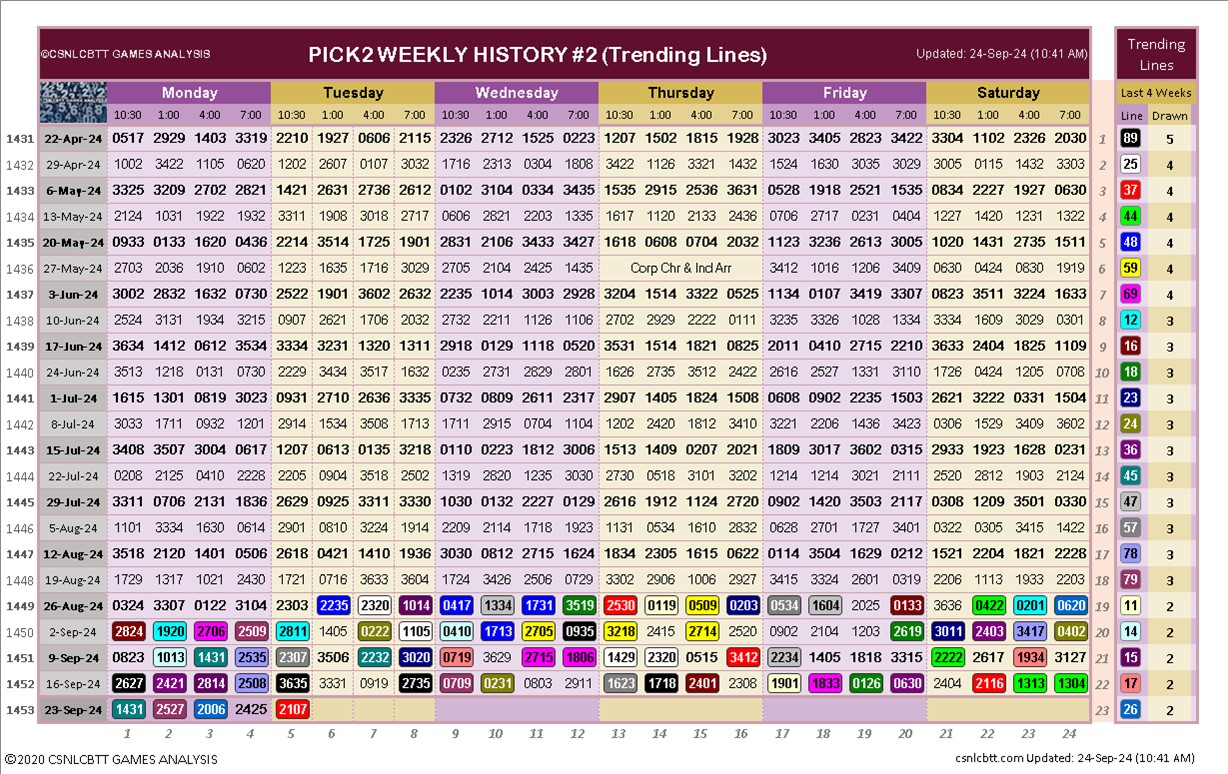 ©CSNLCBTT GAMES ANALYSIS PICK2 WEEKLY HISTORY #2 (Trending Lines) Updated: 24-Sep-24 (10:41 AM) Trending Lines
Monday Tuesday Wednesday Thursday Friday Saturday Last 4 Weeks
10:30 1:00 4:00 7:00 10:30 1:00 4:00 7:00 10:30 1:00 4:00 7:00 10:30 1:00 4:00 7:00 10:30 1:00 4:00 7:00 10:30 1:00 4:00 7:00 Line Drawn
1431 22-Apr-24 0517 2929 1403 3319 2210 1927 0606 2115 2326 2712 1525 0223 1207 1502 1815 1928 3023 3405 2823 3422 3304 1102 2326 2030 1 89 5
1432 29-Apr-24 1002 3422 1105 0620 1202 2607 0107 3032 1716 2313 0304 1808 3422 1126 3321 1432 1524 1630 3035 3029 3005 0115 1432 3303 2 25 4
1433 6-May-24 3325 3209 2702 2821 1421 2631 2736 2612 0102 3104 0334 3435 1535 2915 2536 3631 0528 1918 2521 1535 0834 2227 1927 0630 3 37 4
1434 13-May-24 2124 1031 1922 1932 3311 1908 3018 2717 0606 2821 2203 1335 1617 1120 2133 2436 0706 2717 0231 0404 1227 1420 1231 1322 4 44 4
1435 20-May-24 0933 0133 1620 0436 2214 3514 1725 1901 2831 2106 3433 3427 1618 0608 0704 2032 1123 3236 2613 3005 1020 1431 2735 1511 5 48 4
1436 27-May-24 2703 2036 1910 0602 1223 1635 1716 3029 2705 2104 2425 1435 Corp Chr & Ind Arr 3412 1016 1206 3409 0630 0424 0830 1919 6 59 4
1437 3-Jun-24 3002 2832 1632 0730 2522 1901 3602 2632 2235 1014 3003 2928 3204 1514 3322 0525 1134 0107 3419 3307 0823 3511 3224 1633 7 69 4
1438 10-Jun-24 2524 3131 1934 3215 0907 2621 1706 2032 2732 2211 1126 1106 2702 2929 2222 0111 3235 3326 1028 1334 3334 1609 3029 0301 8 12 3
1439 17-Jun-24 3634 1412 0612 3534 3334 3231 1320 1311 2918 0129 1118 0520 3531 1514 1821 0825 2011 0410 2715 2210 3633 2404 1825 1109 9 16 3
1440 24-Jun-24 3513 1218 0131 0730 2229 3434 3517 1632 0235 2731 2829 2801 1626 2735 3512 2422 2616 2527 1331 3110 1726 0424 1205 0708 10 18 3
1441 1-Jul-24 1615 1301 0819 3023 0931 2710 2636 3335 0732 0809 2611 2317 2907 1405 1824 1508 0608 0902 2235 1503 2621 3222 0331 1504 11 23 3
1442 8-Jul-24 3033 1711 0932 1201 2914 1534 3508 1713 1711 2915 0704 1104 1202 2420 1812 3410 3221 2206 1436 3423 0306 1529 3409 3602 12 24 3
1443 15-Jul-24 3408 3507 3004 0617 1207 0613 0135 3213 0110 0223 1812 3006 1513 1409 0207 2021 1809 3017 3602 0315 2933 1923 1628 0231 13 36 3
1444 22-Jul-24 0208 2125 0410 2228 2205 0904 3518 2502 1319 2820 1235 3030 2730 0518 3101 3202 1214 1214 3021 2111 2520 2812 1903 2124 14 45 3
1445 29-Jul-24 3311 0706 2131 1836 2629 0925 3311 3330 1030 0132 2227 0129 2616 1912 1124 2720 0902 1420 3503 2117 0308 1209 3501 0330 15 47 3
1446 5-Aug-24 1101 3334 1630 0614 2901 0810 3224 1914 2209 2114 1718 1923 1131 0534 1610 2832 0628 2701 1727 3401 0322 0305 3415 1422 16 57 3
1447 12-Aug-24 3518 2120 1401 0506 2618 0421 1410 1936 3030 0812 2715 1624 1834 2305 1615 0622 0114 3504 1629 0212 1521 2204 1821 2228 17 78 3
1448 19-Aug-24 1729 1317 1021 2430 1721 0716 3633 3604 1724 3426 2506 0729 3302 2906 1006 2927 3415 3324 2601 0319 2206 1113 1933 2203 18 79 3
1449 26-Aug-24 0324 3307 0122 3104 2303 2235 2320 1014 0417 1334 1731 3519 2530 0119 0509 0203 0534 1604 2025 0133 3636 0422 0201 0620 19 11 2
1450 2-Sep-24 2824 1920 2706 2509 2811 1405 0222 1105 0410 1713 2705 0935 3218 2415 2714 2520 0902 2104 1203 2619 3011 2403 3417 0402 20 14 2
1451 9-Sep-24 0823 1013 1431 2535 2307 3506 2232 3020 0719 3629 2715 1806 1429 2320 0515 3412 2234 1405 1818 3315 2222 2617 1934 3127 21 15 2
1452 16-Sep-24 2627 2421 2814 2508 3635 3331 0919 2735 0709 0231 0803 2911 1623 1718 2401 2308 1901 1833 0126 0630 2404 2116 1313 1304 22 17 2
1453 23-Sep-24 1431 2527 2006 2425 2107 23 26 2
1 2 3 4 5 6 7 8 9 10 11 12 13 14 15 16 17 18 19 20 21 22 23 24
©2020 CSNLCBTT GAMES ANALYSIS csnlcbtt.com Updated: 24-Sep-24 (10:41 AM)